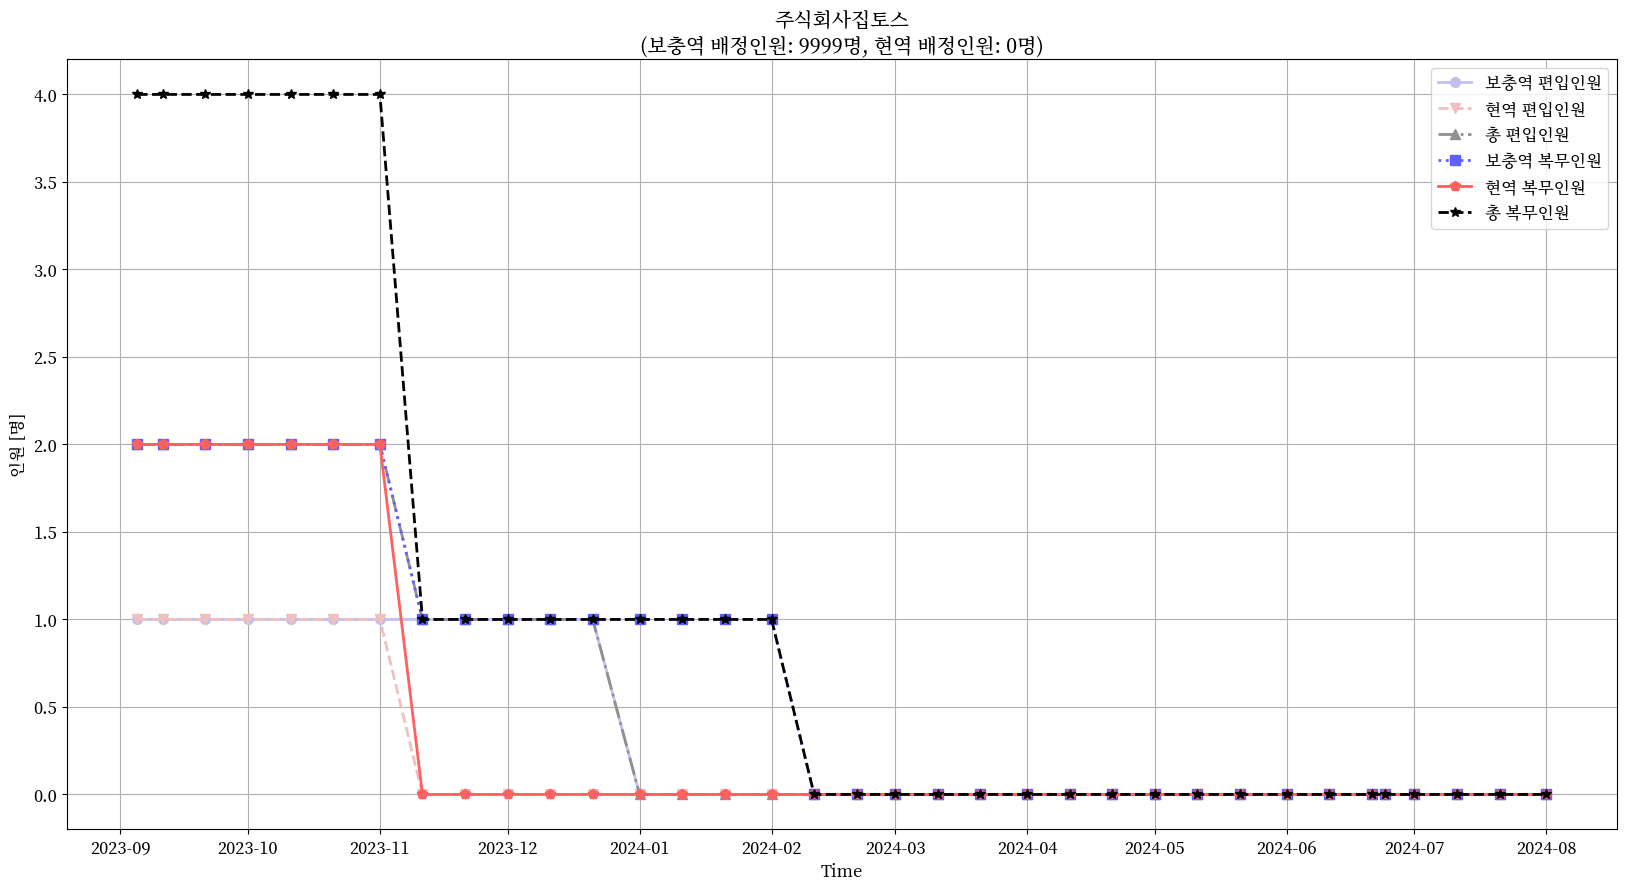 주식회사집토스
(보충역 배정인원: 9999명, 현역 배정인원: 0명)
보충역 편입인원
현역 편입인원
총 편입인원
보충역 복무인원
현역 복무인원
총 복무인원
인원 [명]
4.0
3.5
3.0
2.5
2.0
1.5
1.0
0.5
0.0
2023-09
2023-10
2023-11
2023-12
2024-01
2024-02
2024-03
2024-04
2024-05
2024-06
2024-07
2024-08
Time